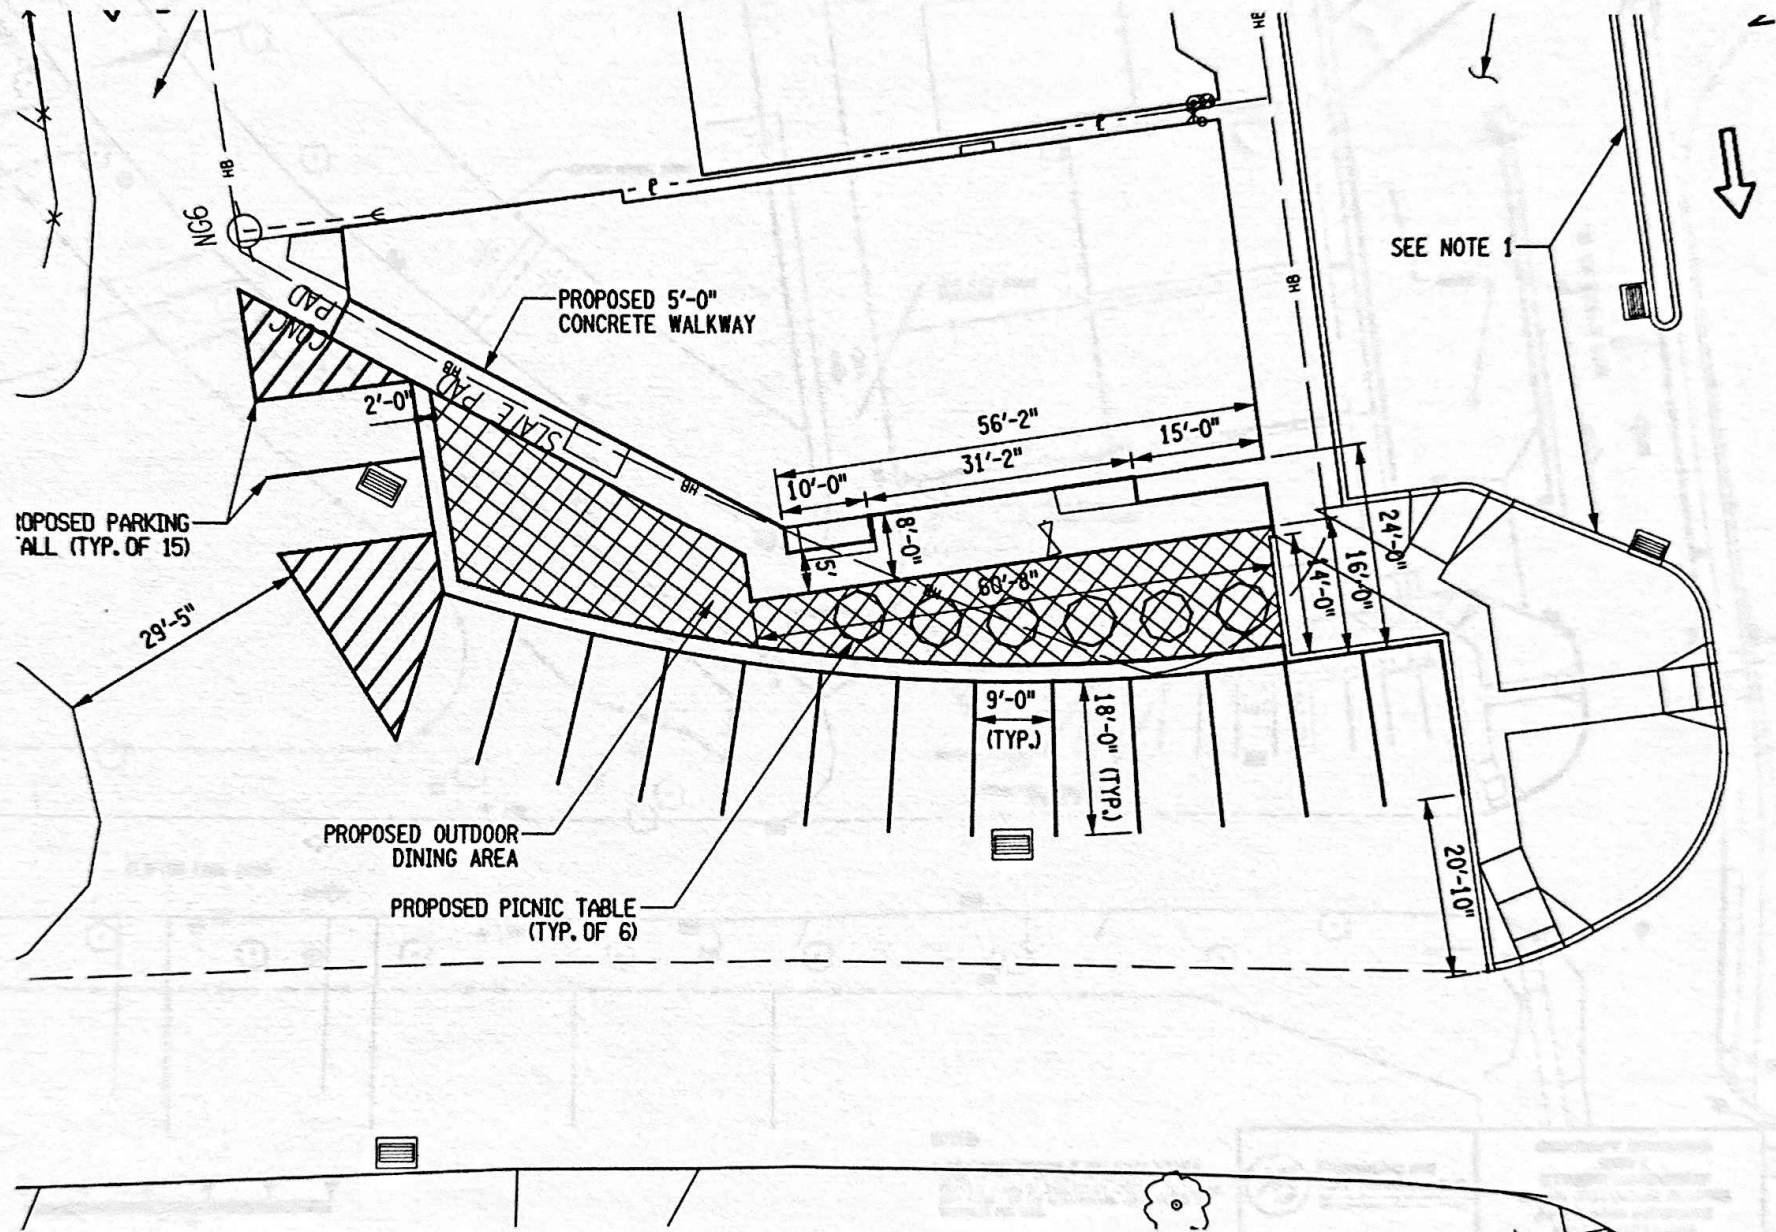 HB
HB
NG6
CONC
PAD
PROPOSED 5'-0"
CONCRETE WALKWAY
SEE NOTE 1
HB
HB
SLATE PAD
HB
2'-0"
56'-2"
31'-2"
15'-0"
10'-0"
8'-0"
5'
24'-0"
16'-0"
14'-0"
60'-8"
OPOSED PARKING
ALL (TYP. OF 15)
29'-5"
9'-0"
(TYP.)
18'-0" (TYP.)
20'-10"
PROPOSED OUTDOOR
DINING AREA
PROPOSED PICNIC TABLE
(TYP. OF 6)